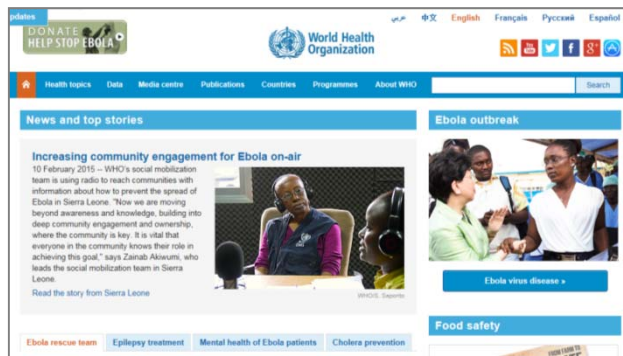 pdates
DONATE
HELP STOP EBOLA
عربي 中文 English Français Русский Español
World Health
Organization
Health topics Data Media centre Publications Countries Programmes About WHO Search
News and top stories
Increasing community engagement for Ebola on-air
10 February 2015 -- WHO's social mobilization
team is using radio to reach communities with
information about how to prevent the spread of
Ebola in Sierra Leone. "Now we are moving
beyond awareness and knowledge, building into
deep community engagement and ownership,
where the community is key. It is vital that
everyone in the community knows their role in
achieving this goal," says Zainab Akiwumi, who
leads the social mobilization team in Sierra
Leone.
Read the story from Sierra Leone
WHO/S. Saporito
Ebola rescue team Epilepsy treatment Mental health of Ebola patients Cholera prevention
Ebola outbreak
Ebola virus disease »
Food safety
FROM FARM TO